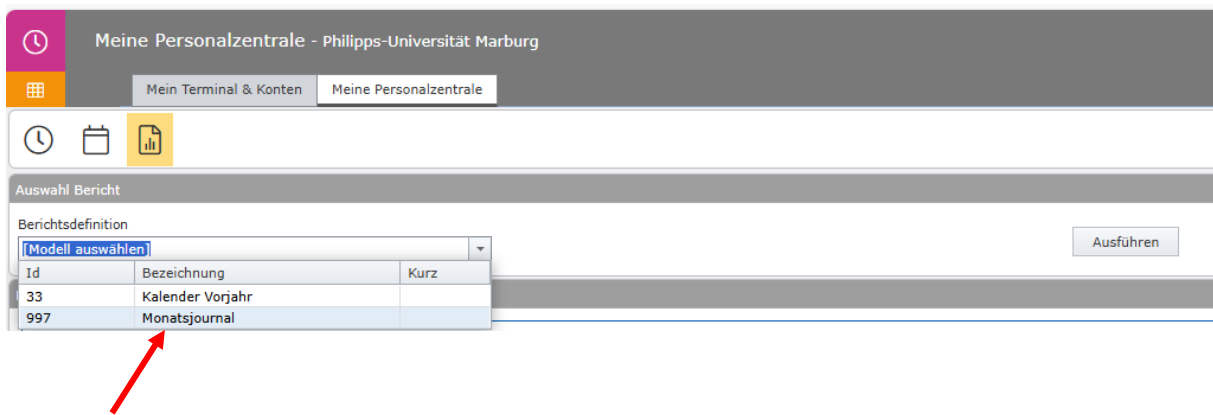 Meine Personalzentrale - Philipps-Universität Marburg
Mein Terminal & Konten Meine Personalzentrale
Auswahl Bericht
Berichtsdefinition
[Modell auswählen]
Ausführen
Id Bezeichnung Kurz
33 Kalender Vorjahr
997 Monatsjournal